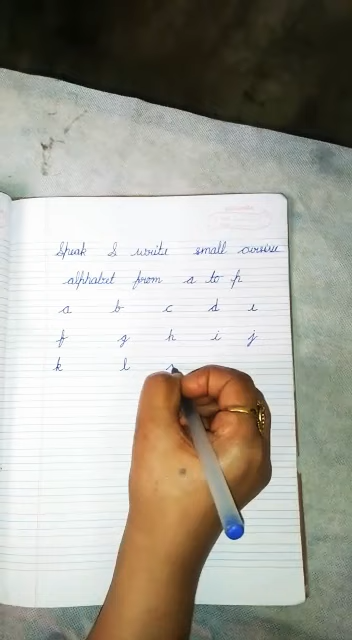 Speak & write small cursive
alphabet from a to p
a b c d e
f g h i j
k l